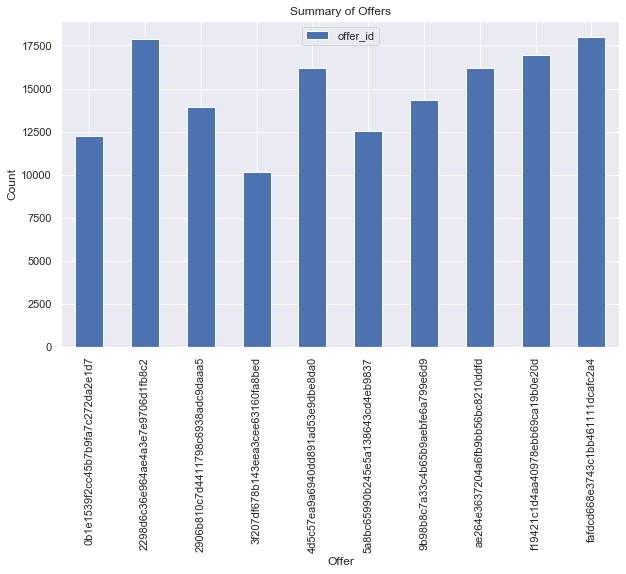 Summary of Offers
offer_id
17500
15000
12500
10000
7500
5000
2500
0
Count
0b1e1539f2cc45b7b9fa7c272da2e1d7
2298d6c36e964ae4a3e7e9706d1fb8c2
2906b810c7d4411798c6938adc9daaa5
3f207df678b143eea3cee63160fa8bed
4d5c57ea9a6940dd891ad53e9dbe8da0
5a8bc65990b245e5a138643cd4eb9837
9b98b8c7a33c4b65b9aebfe6a799e6d9
ae264e3637204a6fb9bb56bc8210ddfd
f19421c1d4aa40978ebb69ca19b0e20d
fafdcd668e3743c1bb461111dcafc2a4
Offer